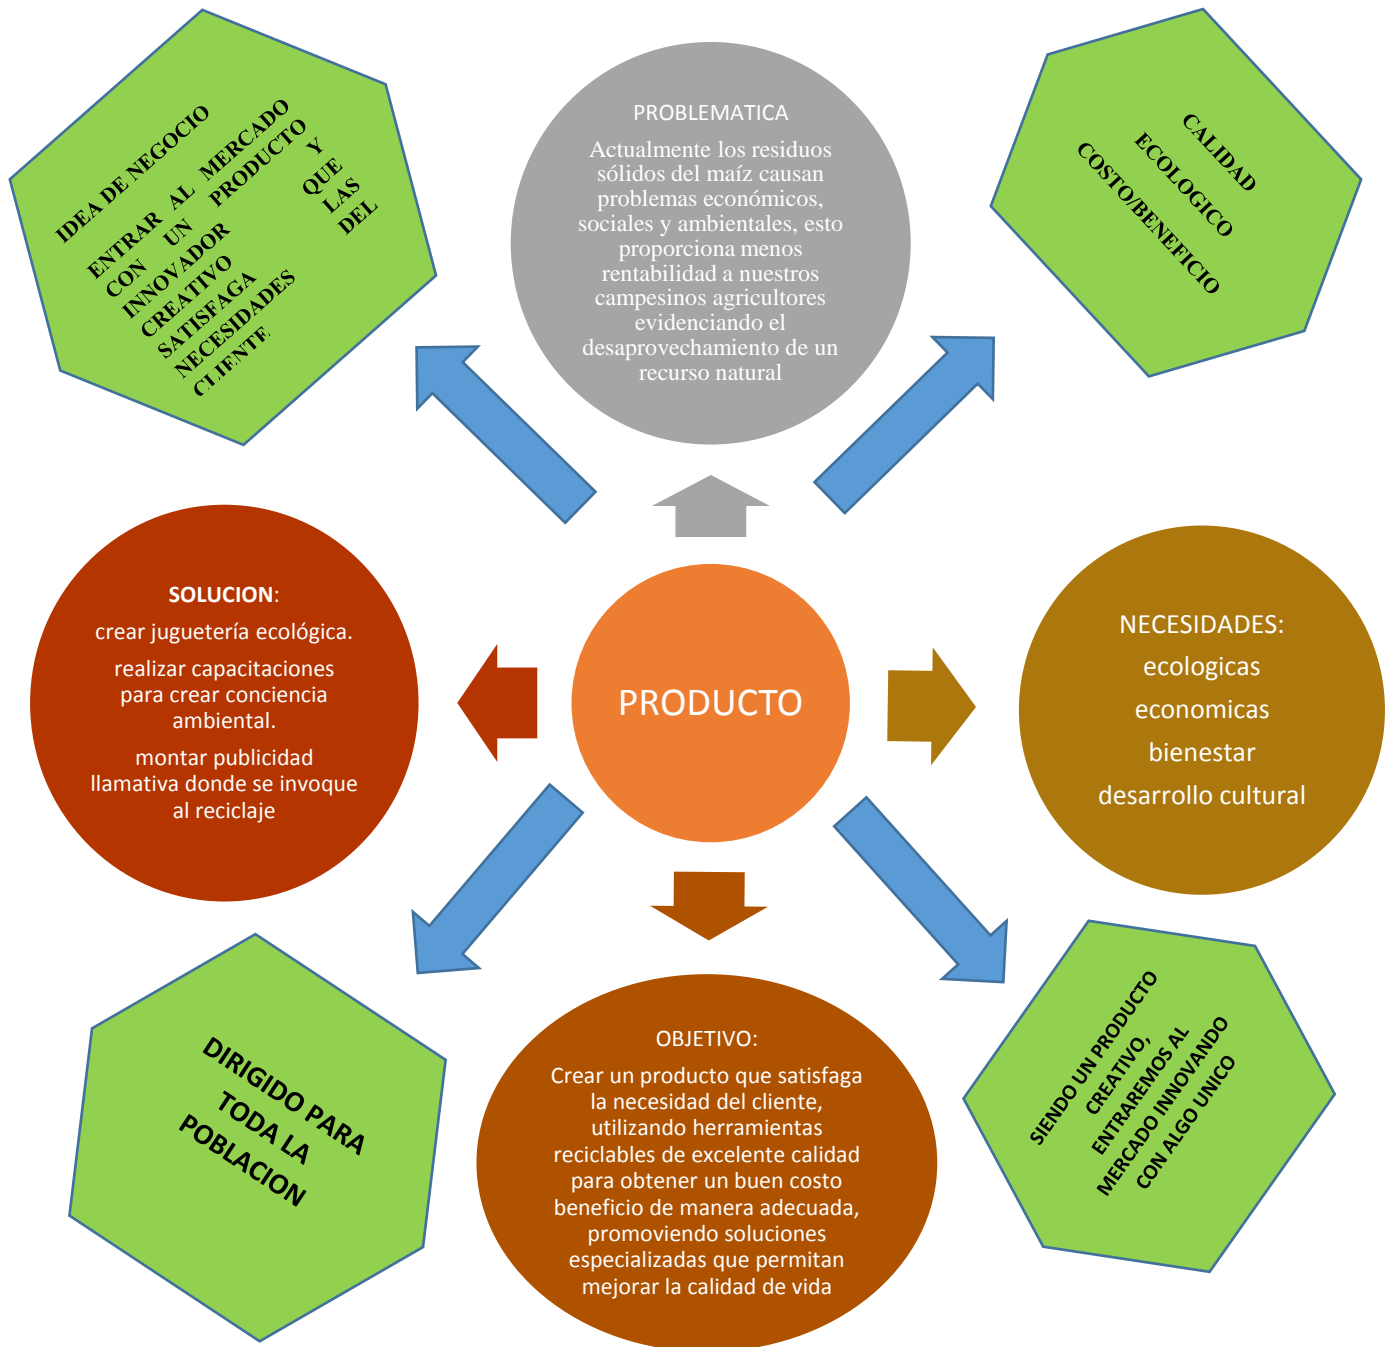 IDEA DE NEGOCIO
ENTRAR AL MERCADO
CON UN PRODUCTO
INNOVADOR Y
CREATIVO QUE
SATISFAGA LAS
NECESIDADES DEL
CLIENTE
PROBLEMATICA
Actualmente los residuos
sólidos del maíz causan
problemas económicos,
sociales y ambientales, esto
proporciona menos
rentabilidad a nuestros
campesinos agricultores
evidenciando el
desaprovechamiento de un
recurso natural
CALIDAD
ECOLOGICO
COSTO/BENEFICIO
SOLUCION:
crear juguetería ecológica.
realizar capacitaciones
para crear conciencia
ambiental.
montar publicidad
llamativa donde se invoque
al reciclaje
PRODUCTO
NECESIDADES:
ecologicas
economicas
bienestar
desarrollo cultural
DIRIGIDO PARA
TODA LA
POBLACION
OBJETIVO:
Crear un producto que satisfaga
la necesidad del cliente,
utilizando herramientas
reciclables de excelente calidad
para obtener un buen costo
beneficio de manera adecuada,
promoviendo soluciones
especializadas que permitan
mejorar la calidad de vida
SIENDO UN PRODUCTO
CREATIVO,
ENTRAREMOS AL
MERCADO INNOVANDO
CON ALGO UNICO